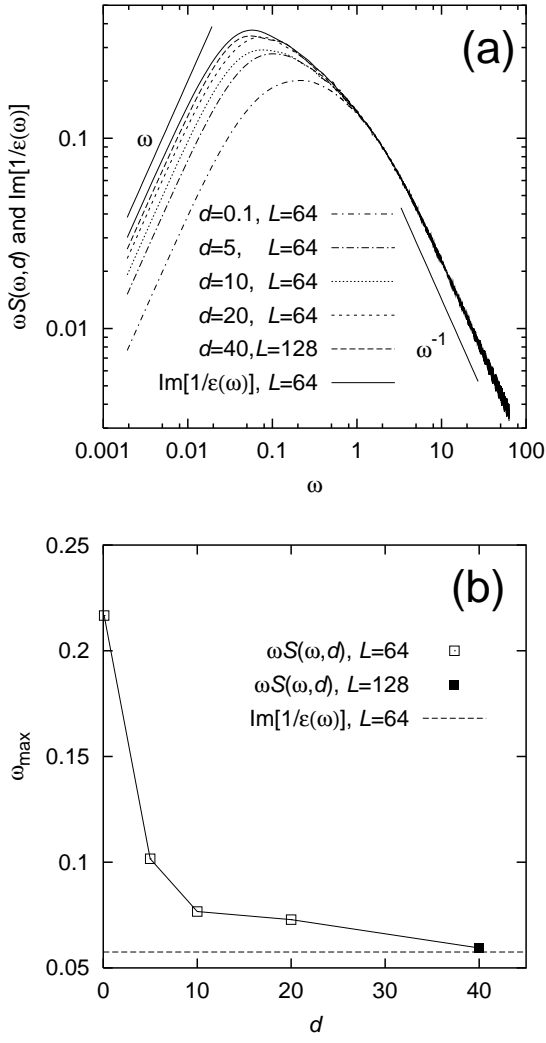 (a)
ωS(ω,d) and Im[1/ε(ω)]
0.1
0.01
ω
d=0.1, L=64
d=5, L=64
d=10, L=64
d=20, L=64
d=40,L=128
Im[1/ε(ω)], L=64
ω⁻¹
0.001 0.01 0.1 1 10 100
ω
(b)
0.25
0.2
0.15
0.1
0.05
ωmax
ωS(ω,d), L=64
ωS(ω,d), L=128
Im[1/ε(ω)], L=64
0 10 20 30 40
d